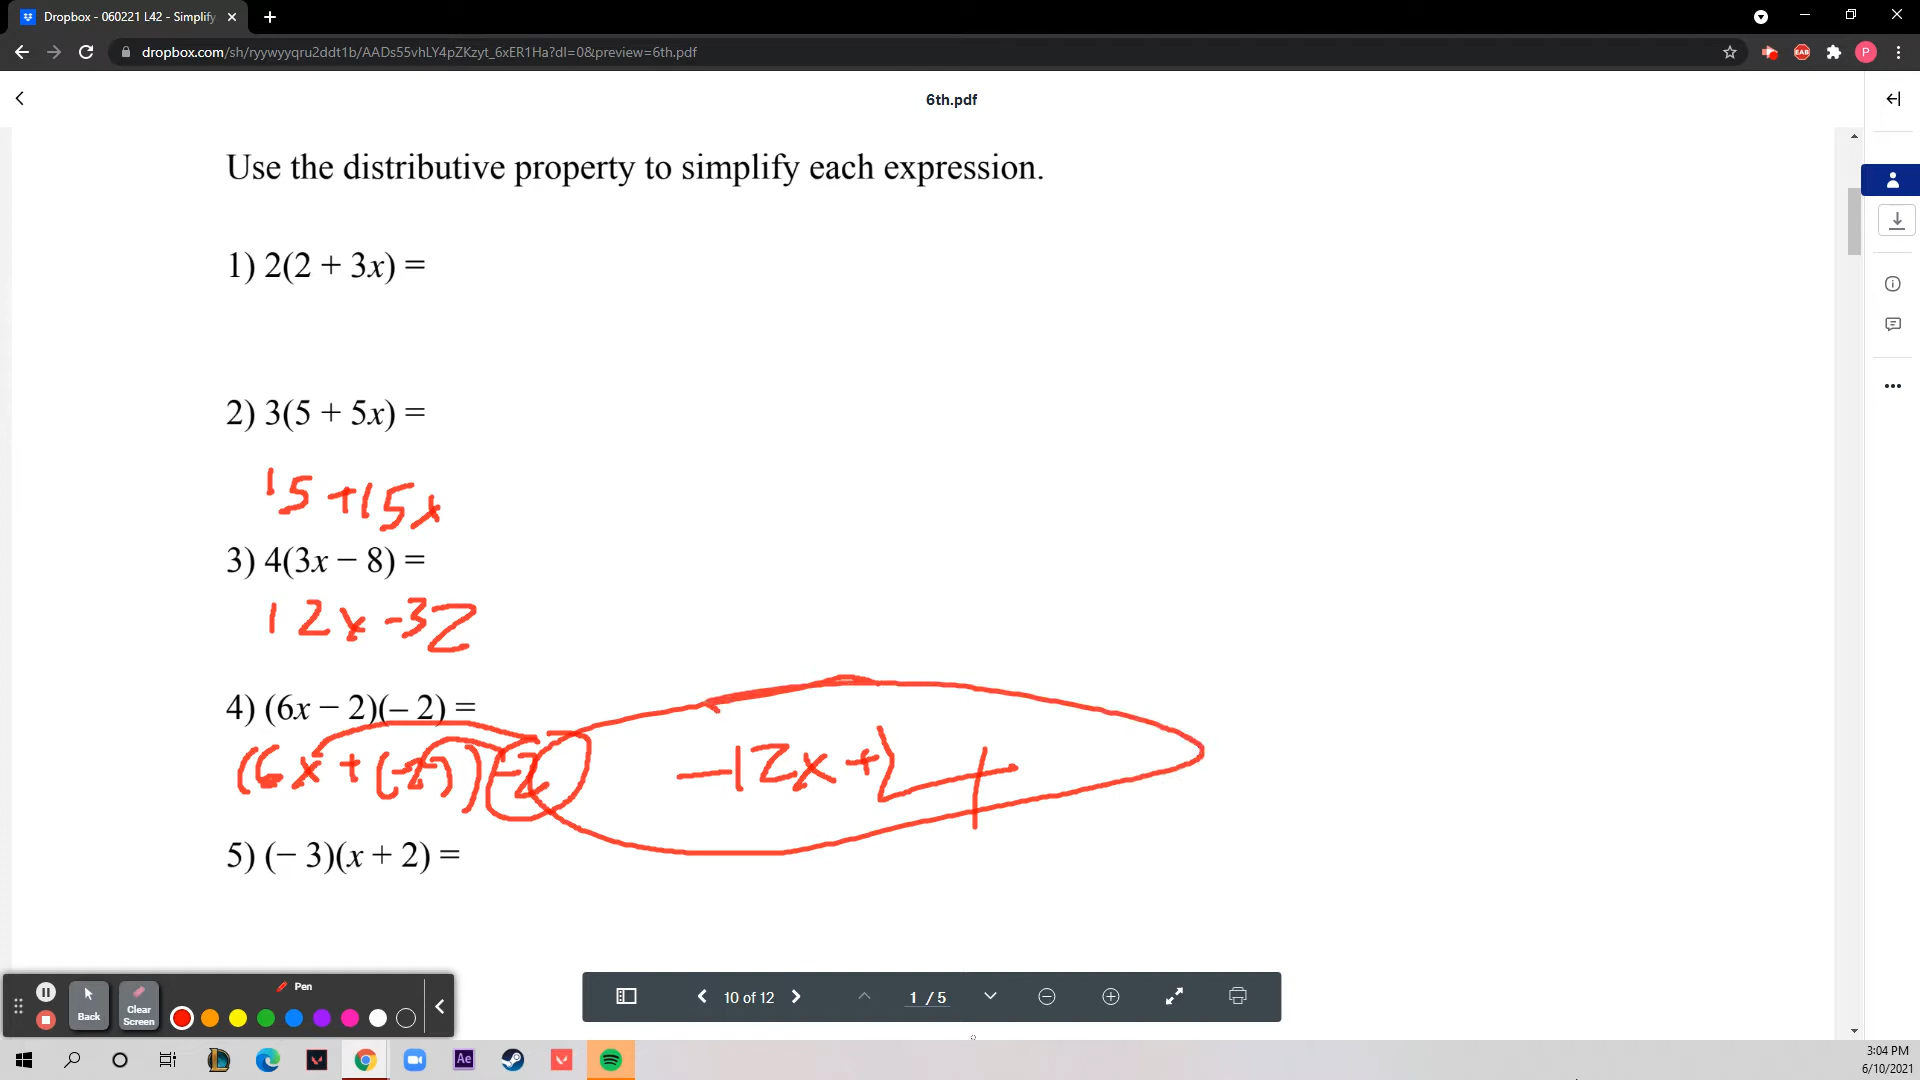 Dropbox - 060221 L42 - Simplify
dropbox.com/sh/ryywyyqru2ddt1b/AADs55vhLY4pZKzyt_6xER1Ha?dl=0&preview=6th.pdf
EAB
P
6th.pdf
Use the distributive property to simplify each expression.
1) 2(2 + 3x) =
2) 3(5 + 5x) =
15 + 15x
3) 4(3x − 8) =
12x - 32
4) (6x − 2)(– 2) =
(6x + (-2)) -2 -12x + 4
5) (− 3)(x + 2) =
Pen
Back
Clear Screen
10 of 12
1 / 5
Ae
3:04 PM
6/10/2021